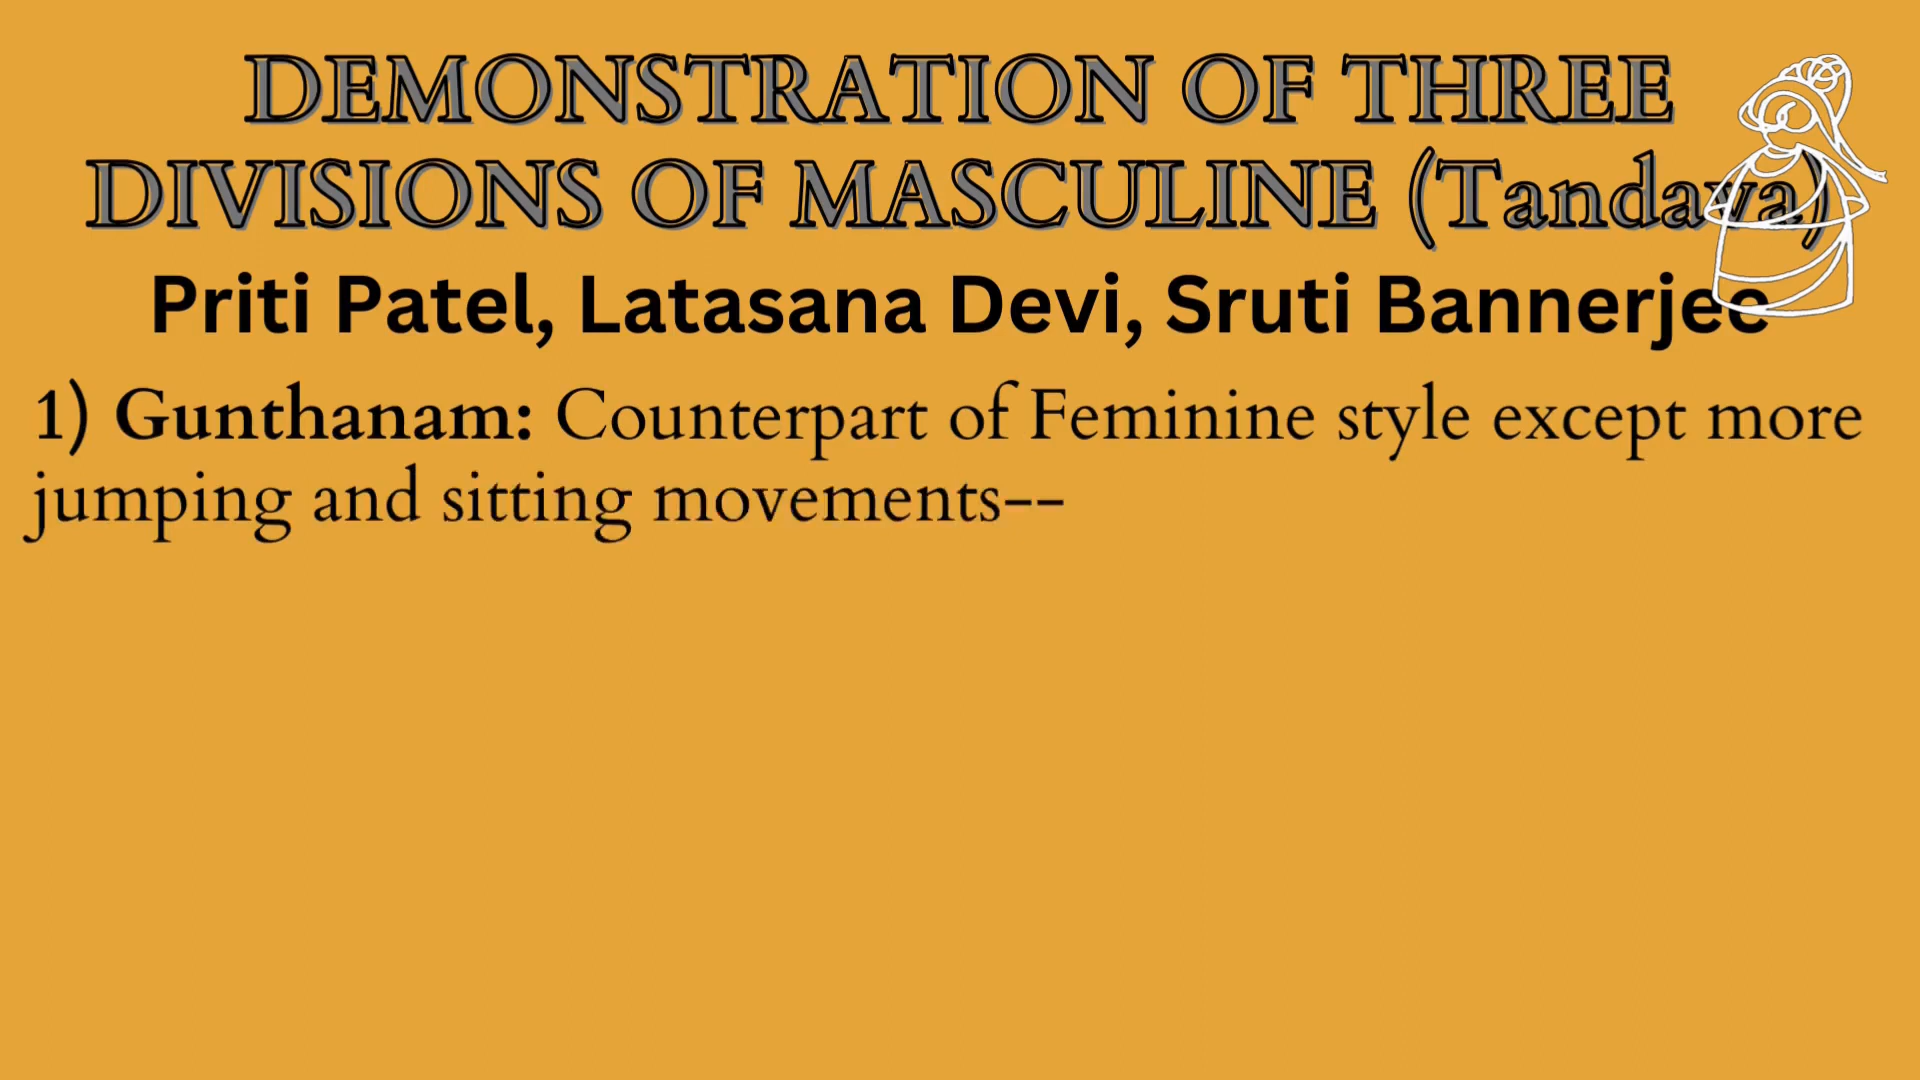 DEMONSTRATION OF THREE
DIVISIONS OF MASCULINE (Tandava)
Priti Patel, Latasana Devi, Sruti Bannerjee
1) Gunthanam: Counterpart of Feminine style except more
jumping and sitting movements--